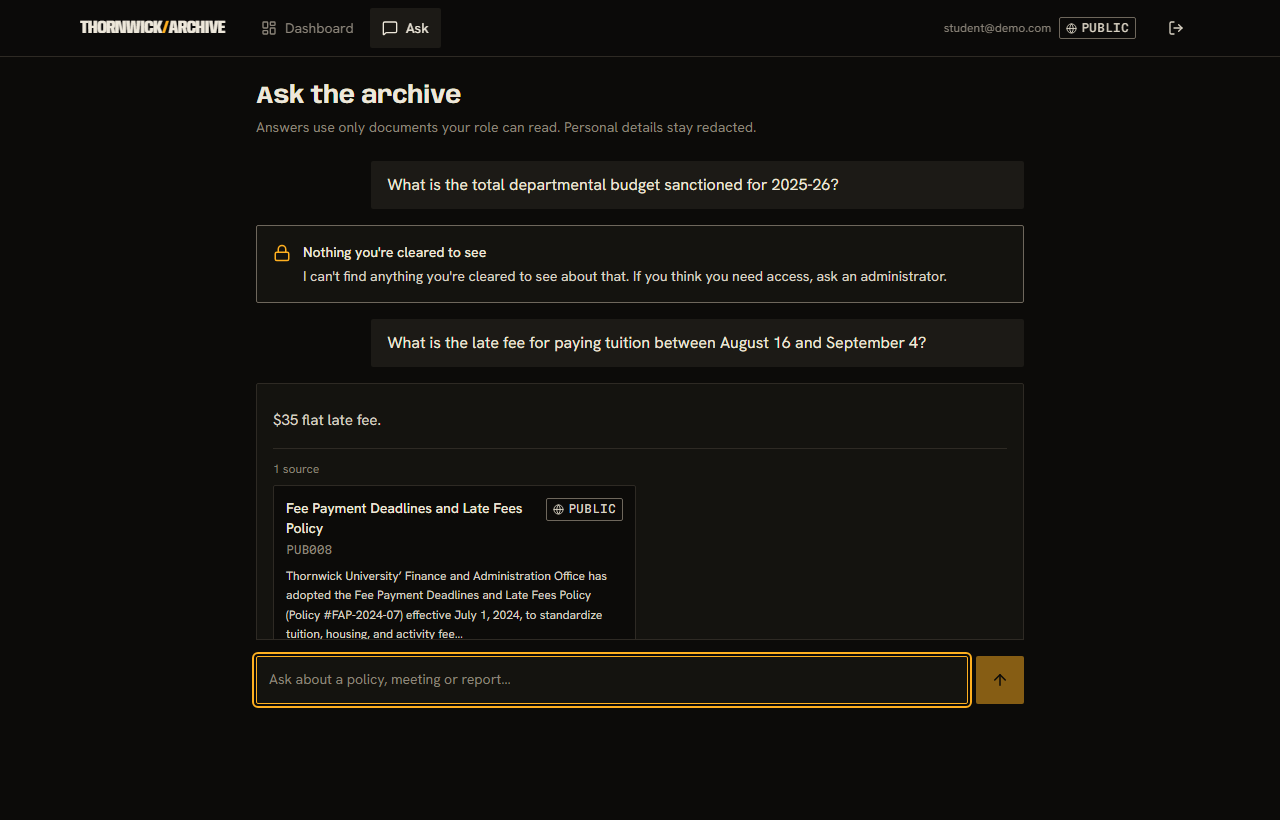 THORNWICK/ARCHIVE
Dashboard
Ask
student@demo.com
PUBLIC
Ask the archive
Answers use only documents your role can read. Personal details stay redacted.
What is the total departmental budget sanctioned for 2025-26?
Nothing you're cleared to see
I can't find anything you're cleared to see about that. If you think you need access, ask an administrator.
What is the late fee for paying tuition between August 16 and September 4?
$35 flat late fee.
1 source
Fee Payment Deadlines and Late Fees
Policy
PUBLIC
PUB008
Thornwick University’ Finance and Administration Office has
adopted the Fee Payment Deadlines and Late Fees Policy
(Policy #FAP-2024-07) effective July 1, 2024, to standardize
tuition, housing, and activity fee...
Ask about a policy, meeting or report...